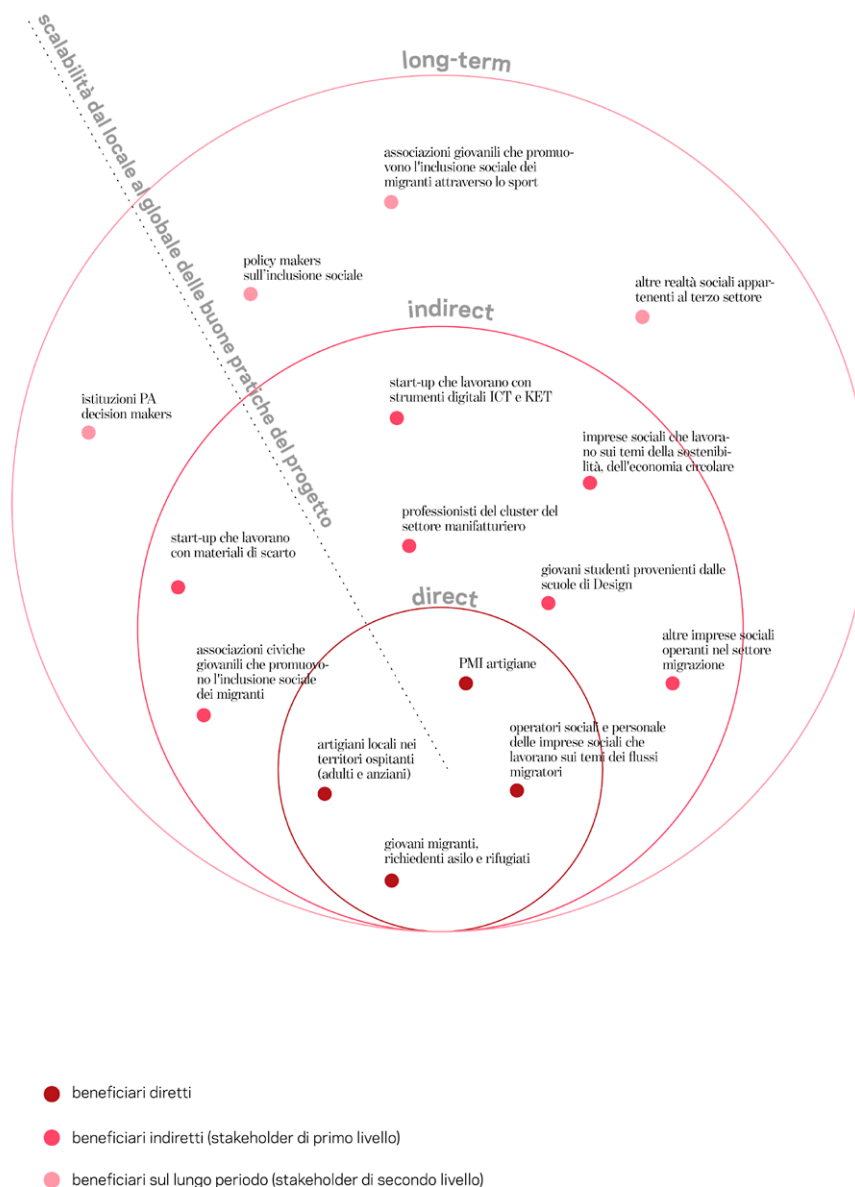 scalabilità dal locale al globale delle buone pratiche del progetto
long-term
associazioni giovanili che promuo-
vono l'inclusione sociale dei
migranti attraverso lo sport
policy makers
sull'inclusione sociale
altre realtà sociali appar-
tenenti al terzo settore
indirect
istituzioni PA
decision makers
start-up che lavorano con
strumenti digitali ICT e KET
imprese sociali che lavora-
no sui temi della sostenibi-
lità, dell'economia circolare
professionisti del cluster del
settore manifatturiero
start-up che lavorano
con materiali di scarto
giovani studenti provenienti dalle
scuole di Design
direct
altre imprese sociali
operanti nel settore
migrazione
associazioni civiche
giovanili che promuovo-
no l'inclusione sociale
dei migranti
PMI artigiane
operatori sociali e personale
delle imprese sociali che
lavorano sui temi dei flussi
migratori
artigiani locali nei
territori ospitanti
(adulti e anziani)
giovani migranti,
richiedenti asilo e rifugiati
beneficiari diretti
beneficiari indiretti (stakeholder di primo livello)
beneficiari sul lungo periodo (stakeholder di secondo livello)